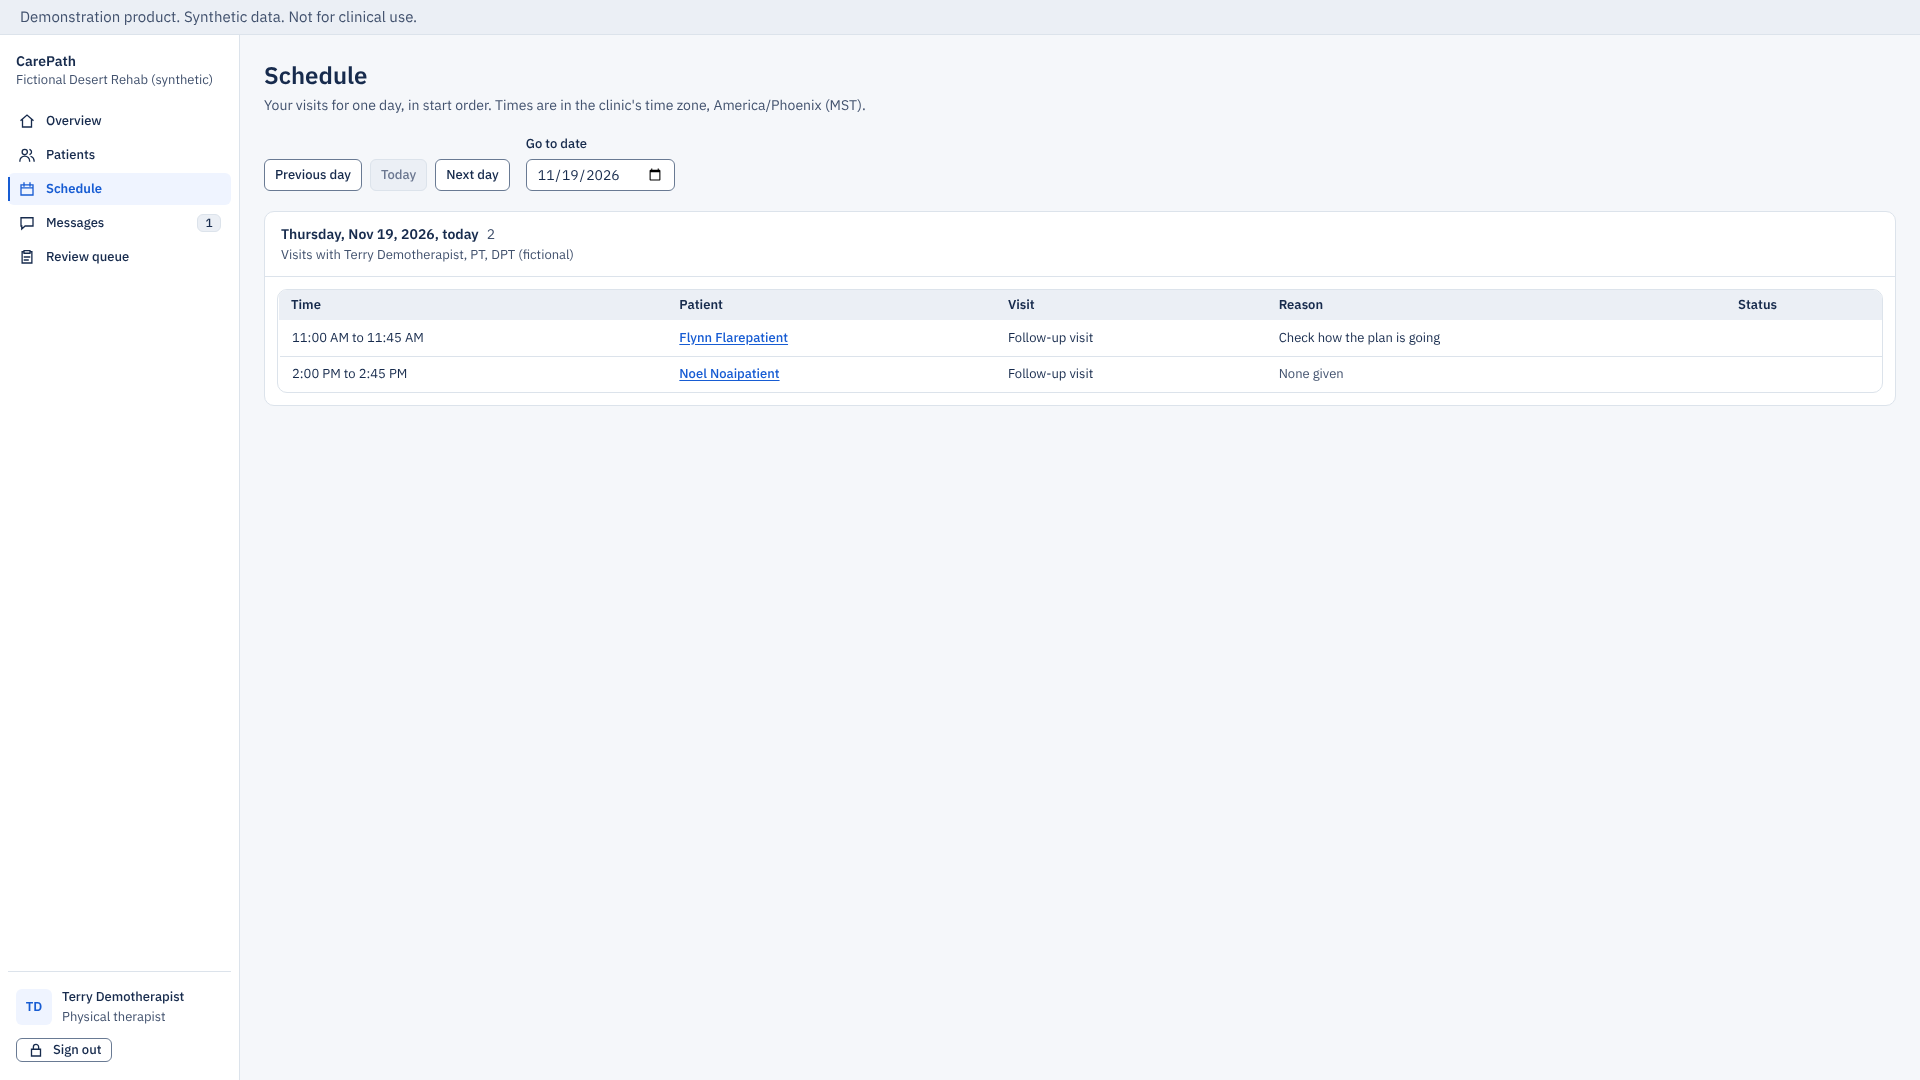 Demonstration product. Synthetic data. Not for clinical use.
CarePath
Fictional Desert Rehab (synthetic)
Overview
Patients
Schedule
Messages 1
Review queue
Terry Demotherapist
TD
Physical therapist
Sign out
Schedule
Your visits for one day, in start order. Times are in the clinic's time zone, America/Phoenix (MST).
Go to date
Previous day Today Next day 11/19/2026
Thursday, Nov 19, 2026, today 2
Visits with Terry Demotherapist, PT, DPT (fictional)
Time Patient Visit Reason Status
11:00 AM to 11:45 AM Flynn Flarepatient Follow-up visit Check how the plan is going
2:00 PM to 2:45 PM Noel Noaipatient Follow-up visit None given